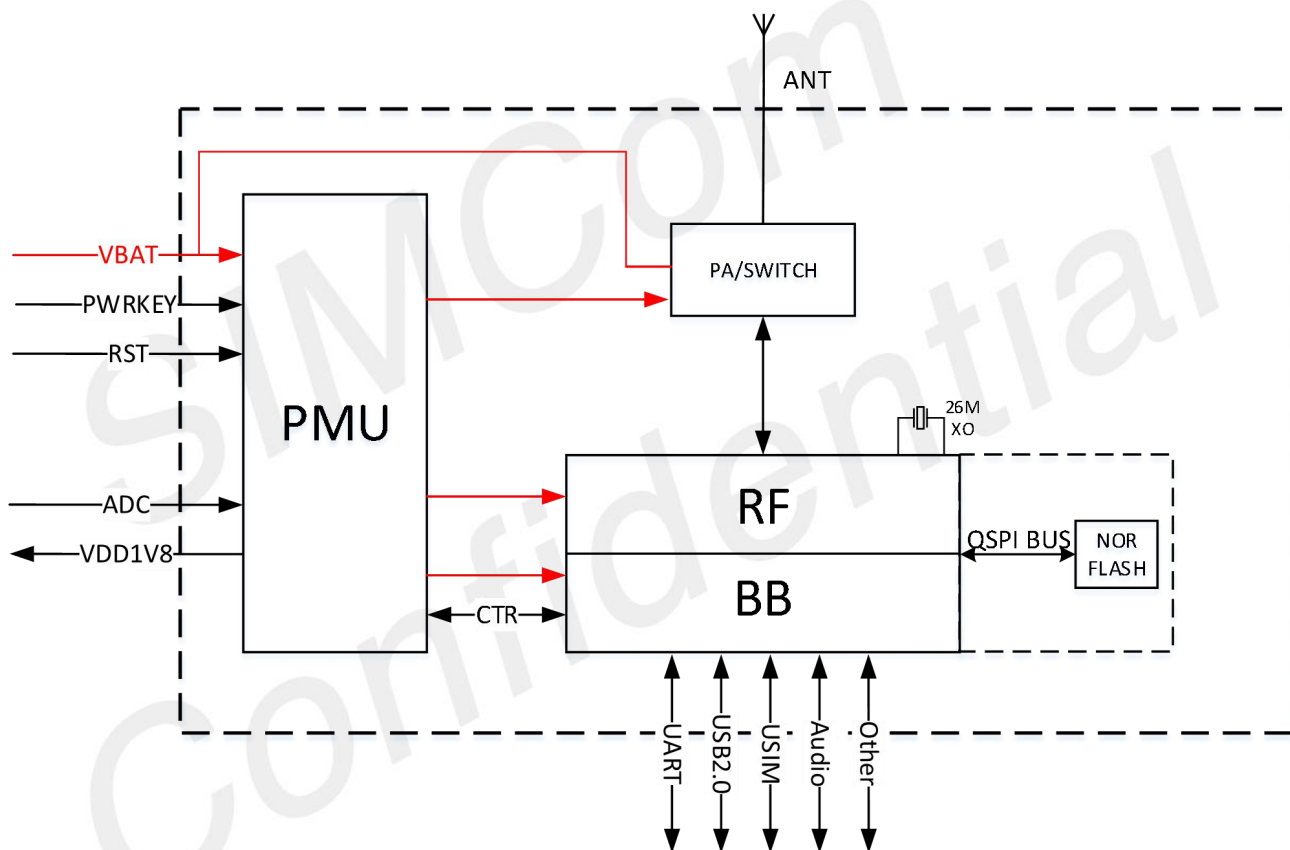 SIMCom
Confidential
ANT
VBAT
PWRKEY
RST
ADC
VDD1V8
PMU
PA/SWITCH
26M
XO
RF
BB
CTR
QSPI BUS
NOR
FLASH
UART
USB2.0
USIM
Audio
Other